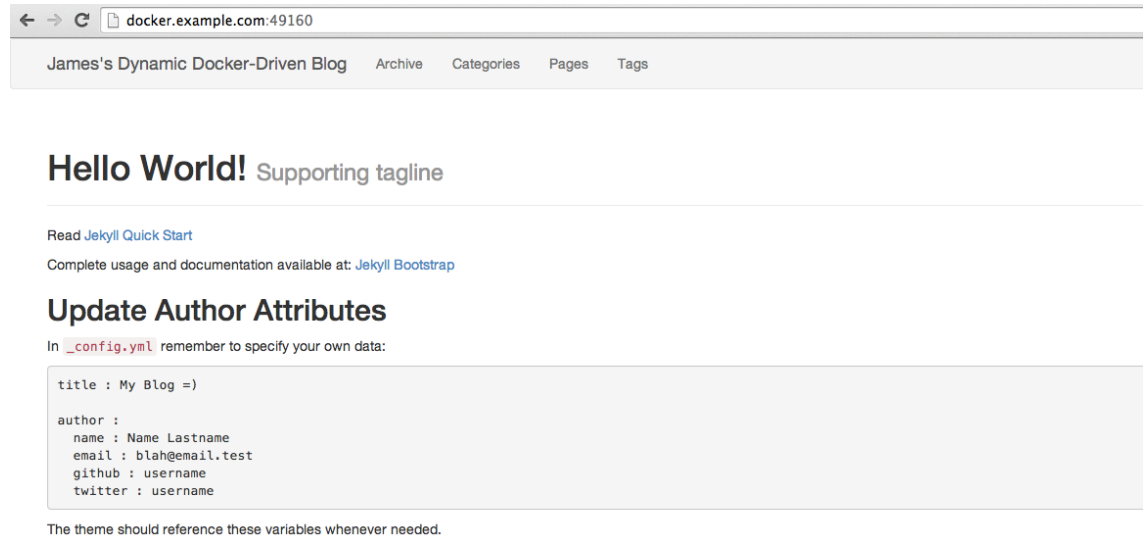 docker.example.com:49160
James's Dynamic Docker-Driven Blog Archive Categories Pages Tags
Hello World! Supporting tagline
Read Jekyll Quick Start
Complete usage and documentation available at: Jekyll Bootstrap
Update Author Attributes
In _config.yml remember to specify your own data:
title : My Blog =)
author :
name : Name Lastname
email : blah@email.test
github : username
twitter : username
The theme should reference these variables whenever needed.